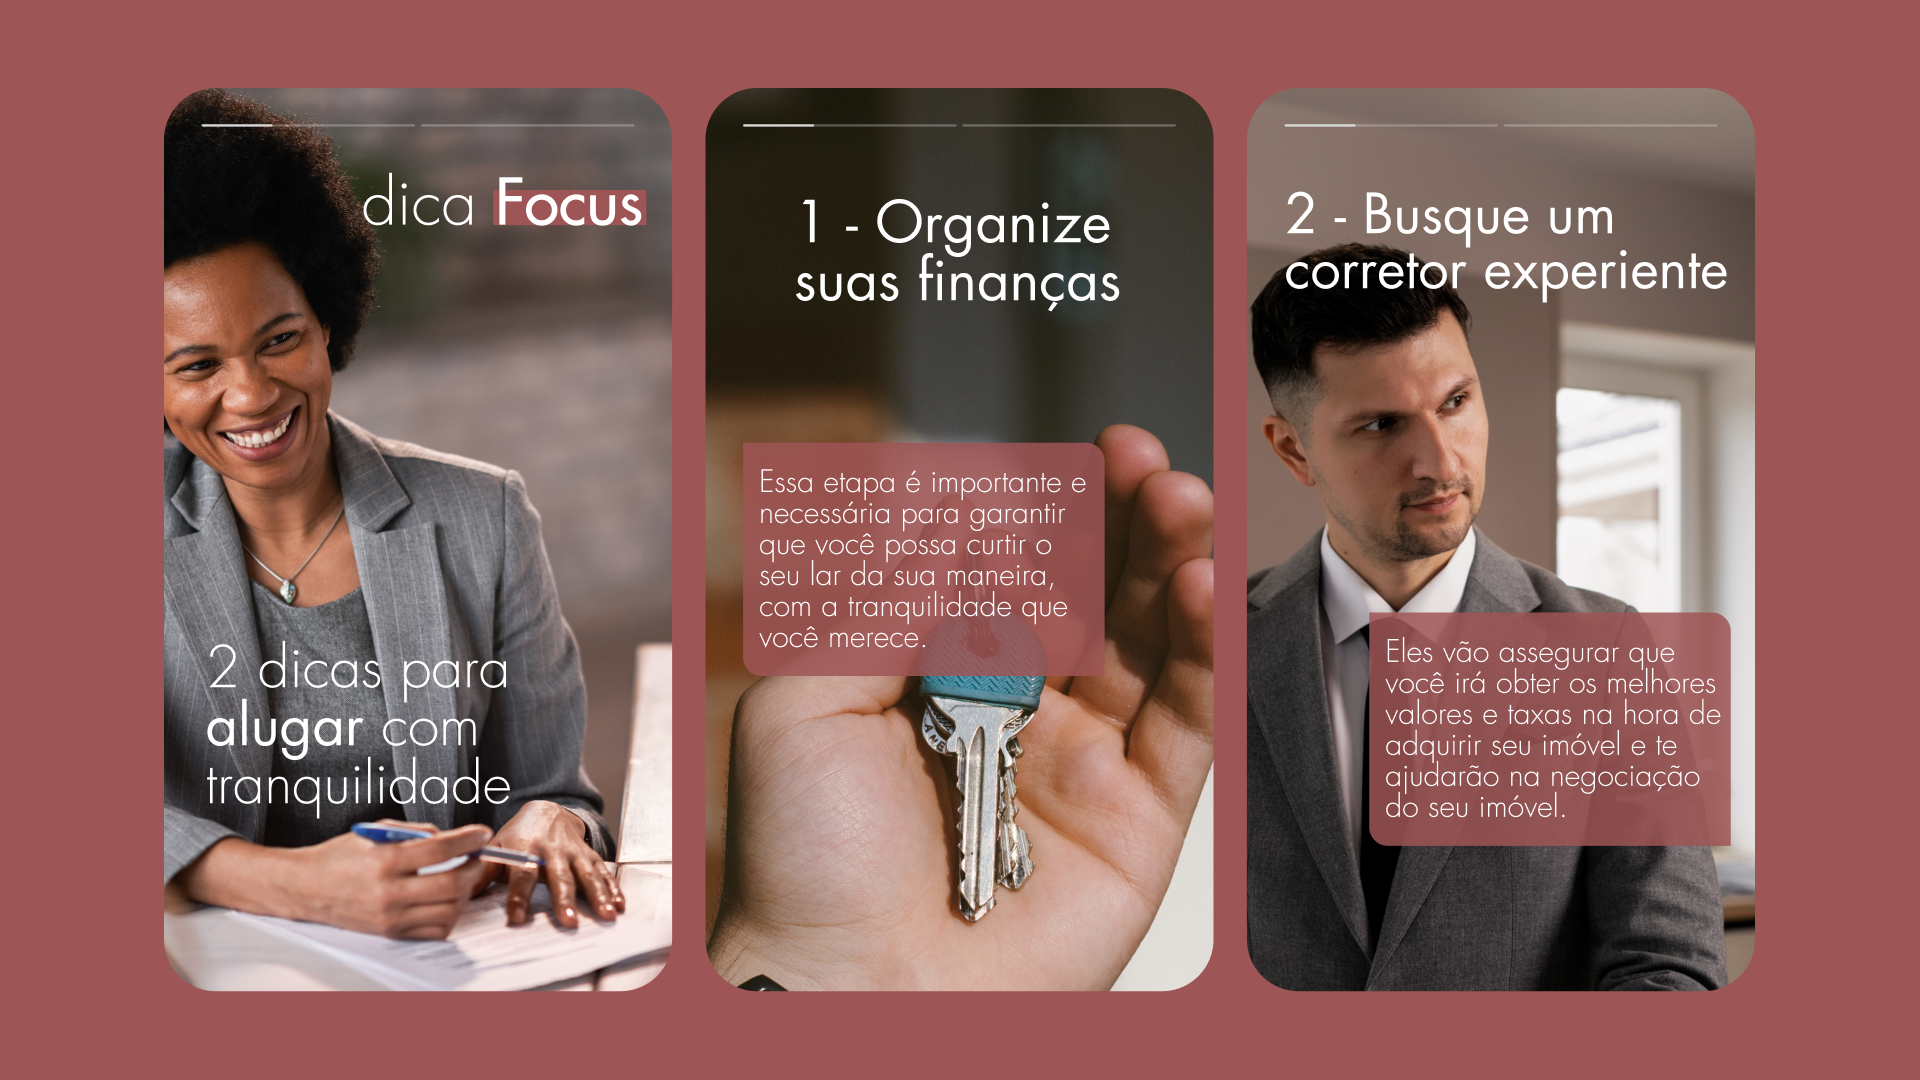 dica Focus
2 dicas para
alugar com
tranquilidade
1 - Organize
suas finanças
Essa etapa é importante e
necessária para garantir
que você possa curtir o
seu lar da sua maneira,
com a tranquilidade que
você merece.
2 - Busque um
corretor experiente
Eles vão assegurar que
você irá obter os melhores
valores e taxas na hora de
adquirir seu imóvel e te
ajudarão na negociação
do seu imóvel.